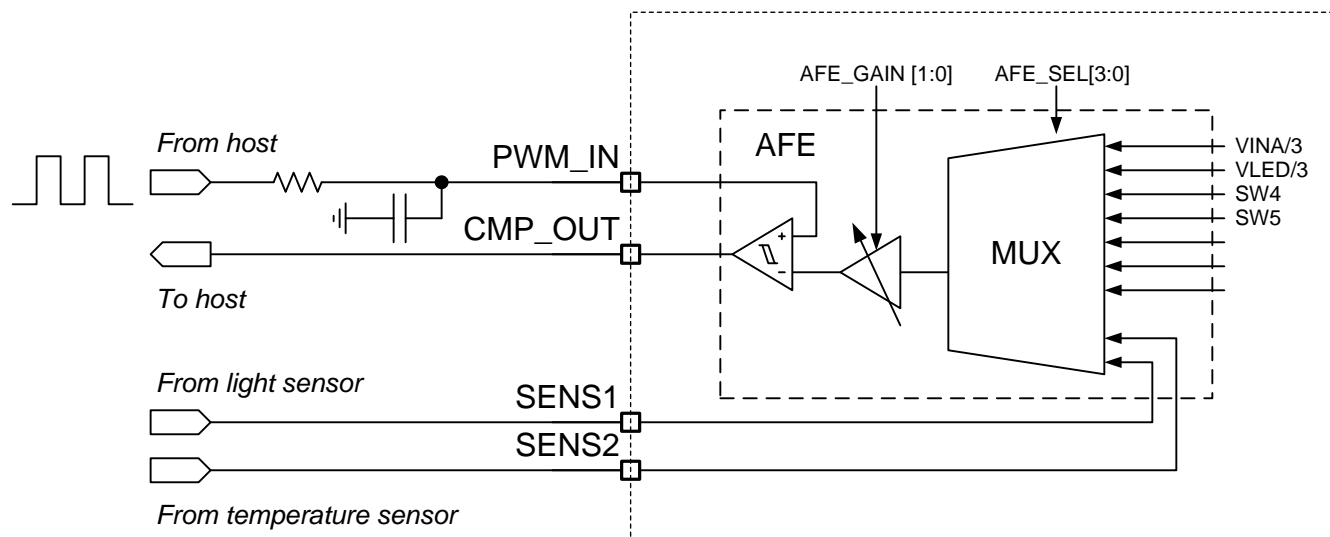 AFE_GAIN [1:0]
AFE_SEL[3:0]
From host
PWM_IN
AFE
VINA/3
VLED/3
SW4
SW5
+
-
CMP_OUT
MUX
To host
From light sensor
SENS1
SENS2
From temperature sensor